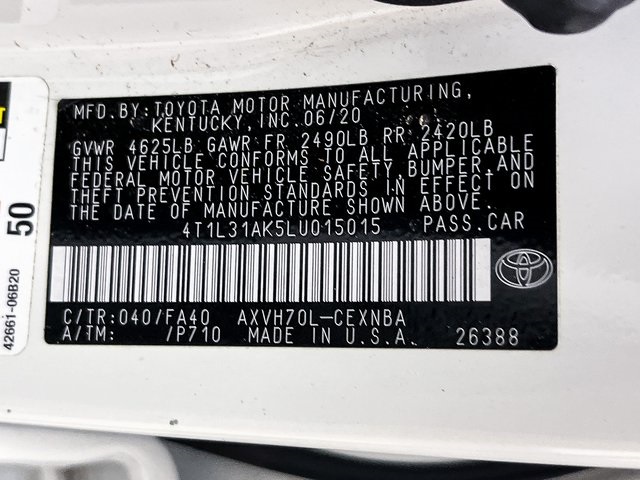 MFD. BY: TOYOTA MOTOR MANUFACTURING,
KENTUCKY, INC. 06/20
GVWR 4625LB GAWR FR 2490LB RR 2420LB
THIS VEHICLE CONFORMS TO ALL APPLICABLE
FEDERAL MOTOR VEHICLE SAFETY, BUMPER, AND
THEFT PREVENTION STANDARDS IN EFFECT ON
THE DATE OF MANUFACTURE SHOWN ABOVE.
4T1L31AK5LU015015 PASS. CAR
C/TR: 040/FA40 AXVH70L-CEXNBA
A/TM: /P710 MADE IN U.S.A. 26388
50
42661-06B20